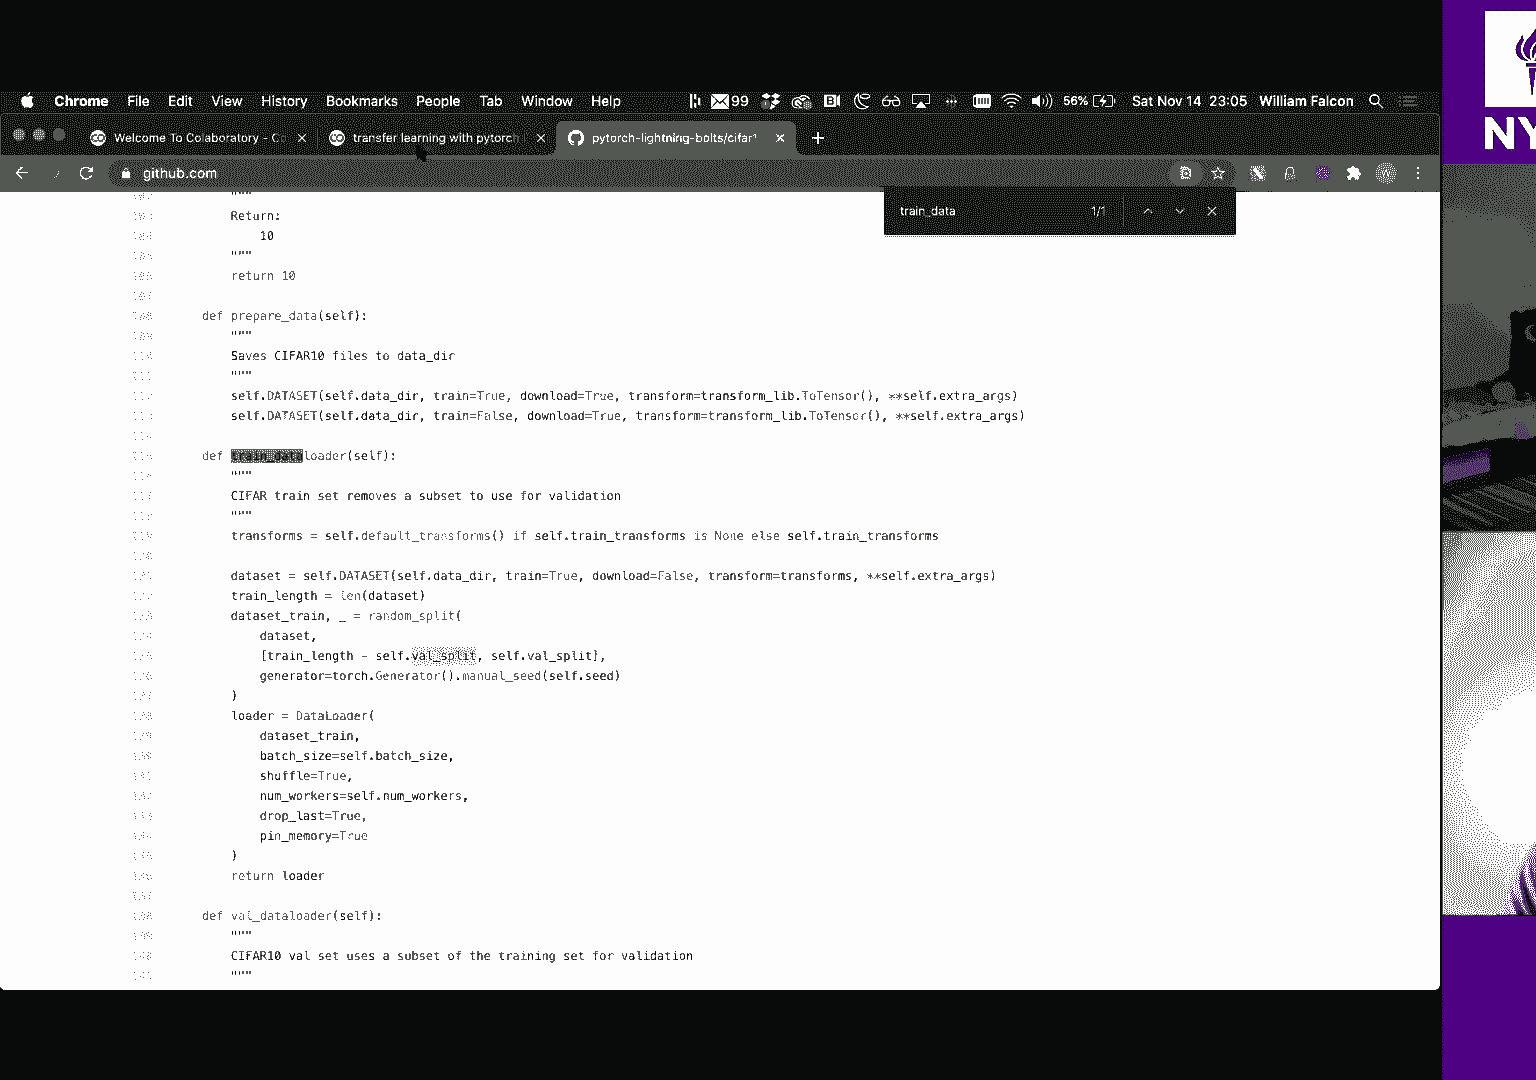 Chrome File Edit View History Bookmarks People Tab Window Help 99 56% Sat Nov 14 23:05 William Falcon
Welcome To Colaboratory - Co transfer learning with pytorch pytorch-lightning-bolts/cifar1
github.com
train_data 1/1
"""
Return:
10
"""
return 10
def prepare_data(self):
"""
Saves CIFAR10 files to data_dir
"""
self.DATASET(self.data_dir, train=True, download=True, transform=transform_lib.ToTensor(), **self.extra_args)
self.DATASET(self.data_dir, train=False, download=True, transform=transform_lib.ToTensor(), **self.extra_args)
def train_dataloader(self):
"""
CIFAR train set removes a subset to use for validation
"""
transforms = self.default_transforms() if self.train_transforms is None else self.train_transforms
dataset = self.DATASET(self.data_dir, train=True, download=False, transform=transforms, **self.extra_args)
train_length = len(dataset)
dataset_train, _ = random_split(
dataset,
[train_length - self.val_split, self.val_split],
generator=torch.Generator().manual_seed(self.seed)
)
loader = DataLoader(
dataset_train,
batch_size=self.batch_size,
shuffle=True,
num_workers=self.num_workers,
drop_last=True,
pin_memory=True
)
return loader
def val_dataloader(self):
"""
CIFAR10 val set uses a subset of the training set for validation
"""
NY